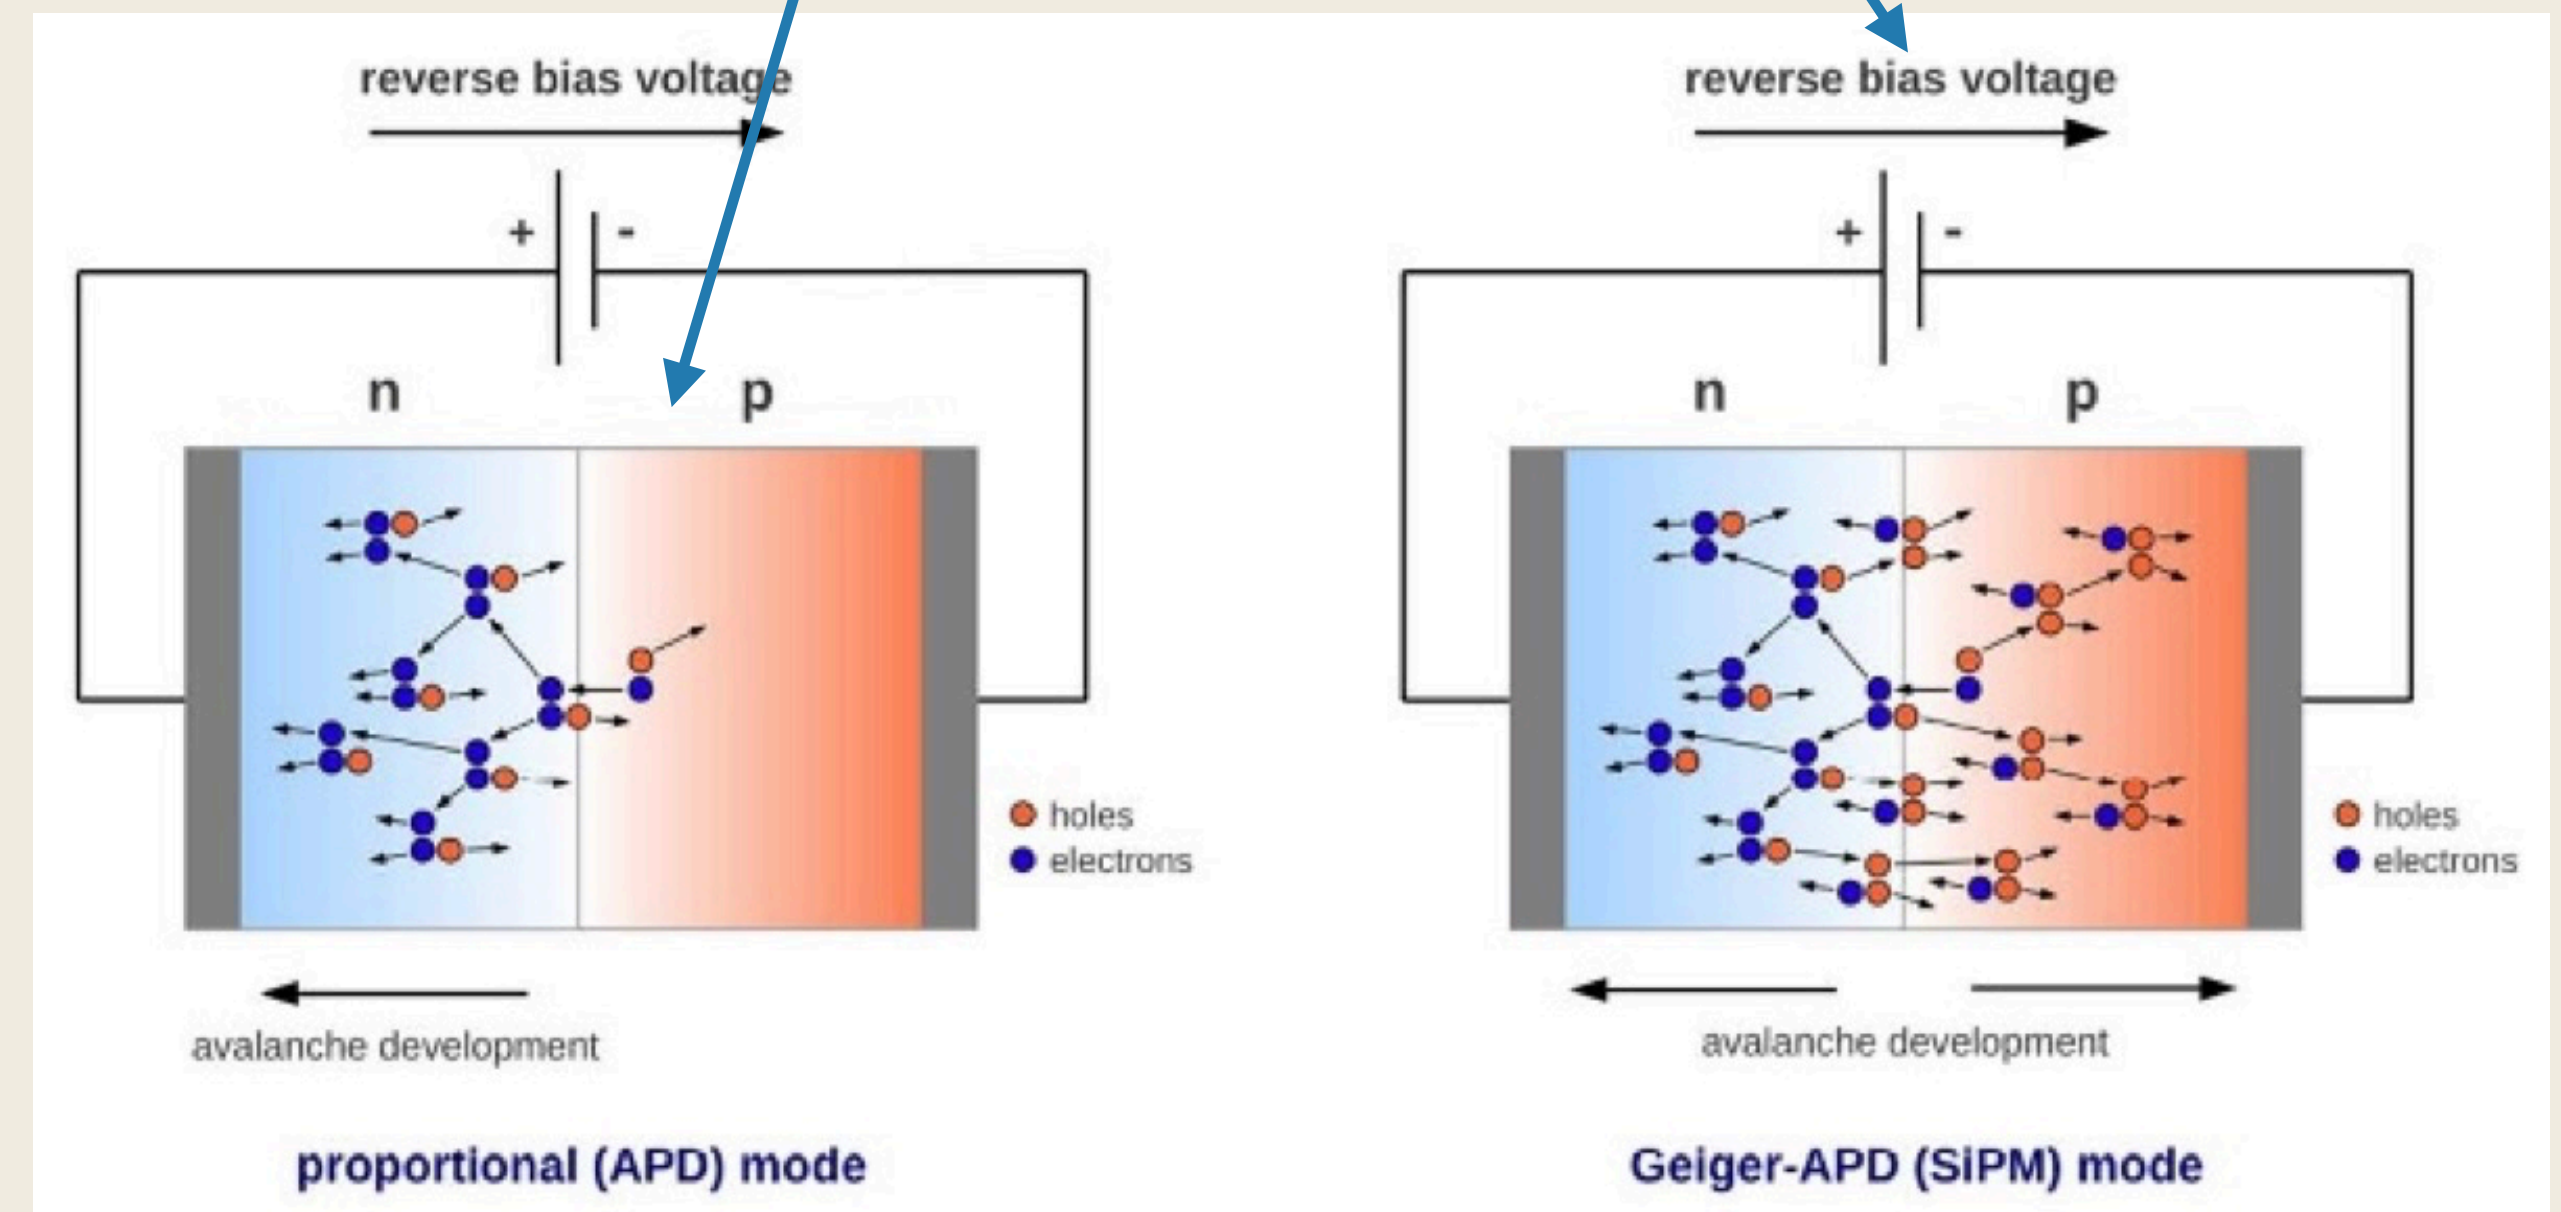 reverse bias voltage
+ -
n p
holes
electrons
avalanche development
proportional (APD) mode
reverse bias voltage
+ -
n p
holes
electrons
avalanche development
Geiger-APD (SiPM) mode